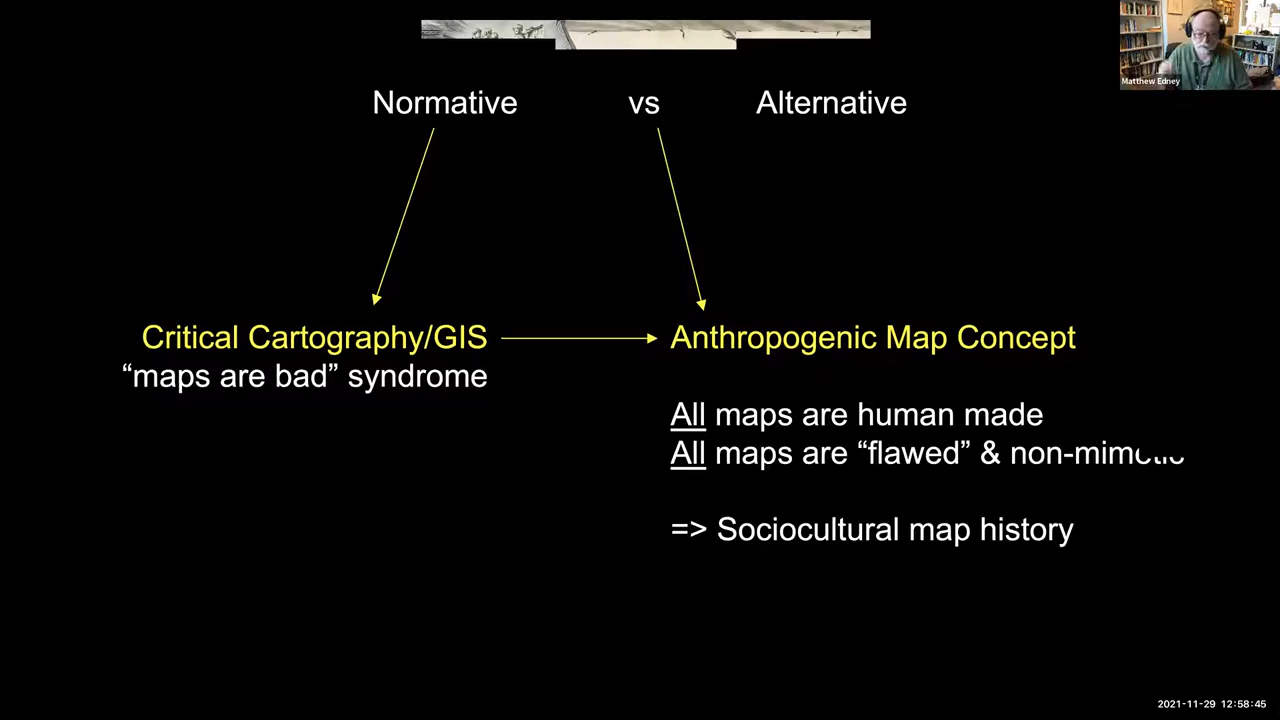 Matthew Edney
Normative vs Alternative
Critical Cartography/GIS
“maps are bad” syndrome
Anthropogenic Map Concept
All maps are human made
All maps are “flawed” & non-mimetic
=> Sociocultural map history
2021-11-29 12:58:45